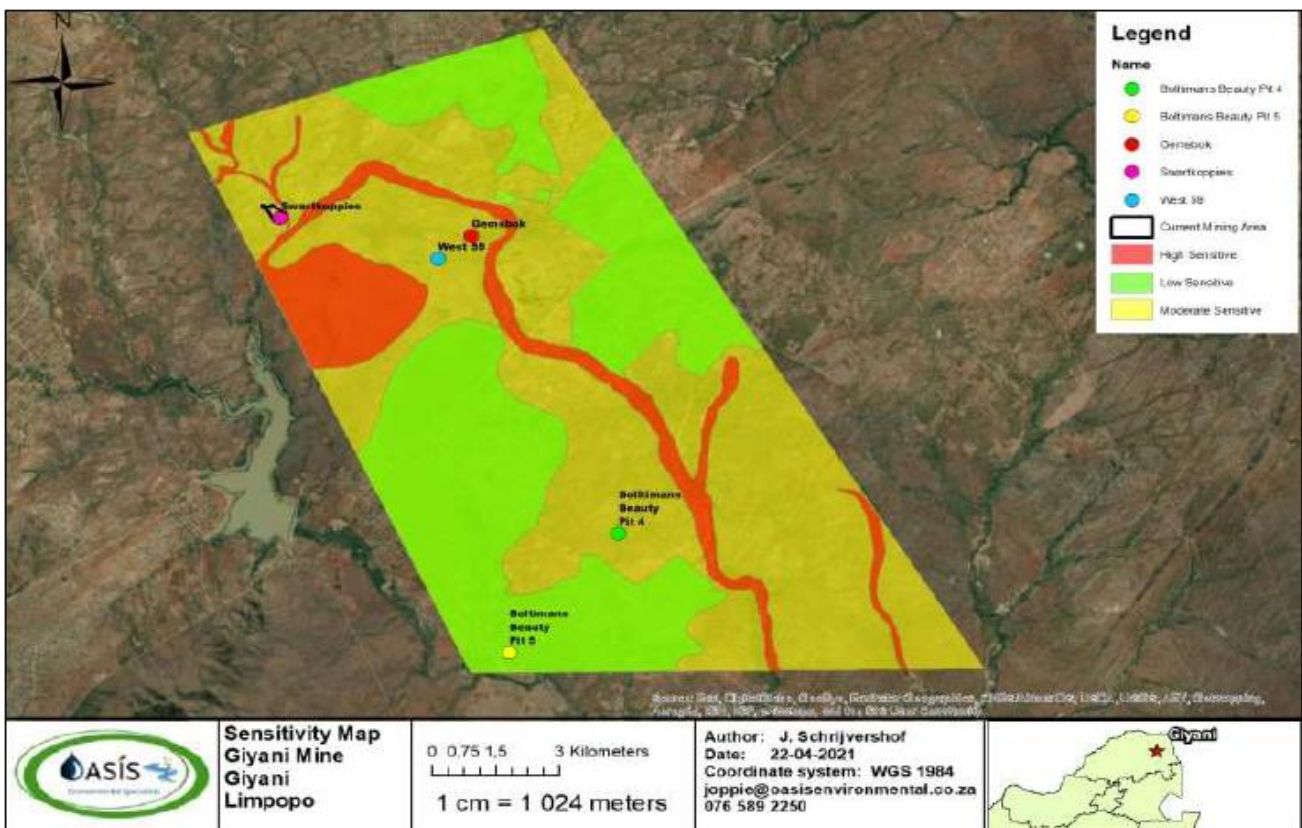 N
Legend
Name
Boltimans Beauty Pit 4
Boltimans Beauty Pit 5
Gemsbok
Swartkoppies
West 59
Current Mining Area
High Sensitive
Low Sensitive
Moderate Sensitive
Swartkoppies
Gemsbok
West 59
Boltimans
Beauty
Pit 4
Boltimans
Beauty
Pit 5
OASIS
Sensitivity Map
Giyani Mine
Giyani
Limpopo
0 0.75 1,5 3 Kilometers
1 cm = 1 024 meters
Author: J. Schrijvershof
Date: 22-04-2021
Coordinate system: WGS 1984
joppie@oasisenvironmental.co.za
076 589 2250
Giyani